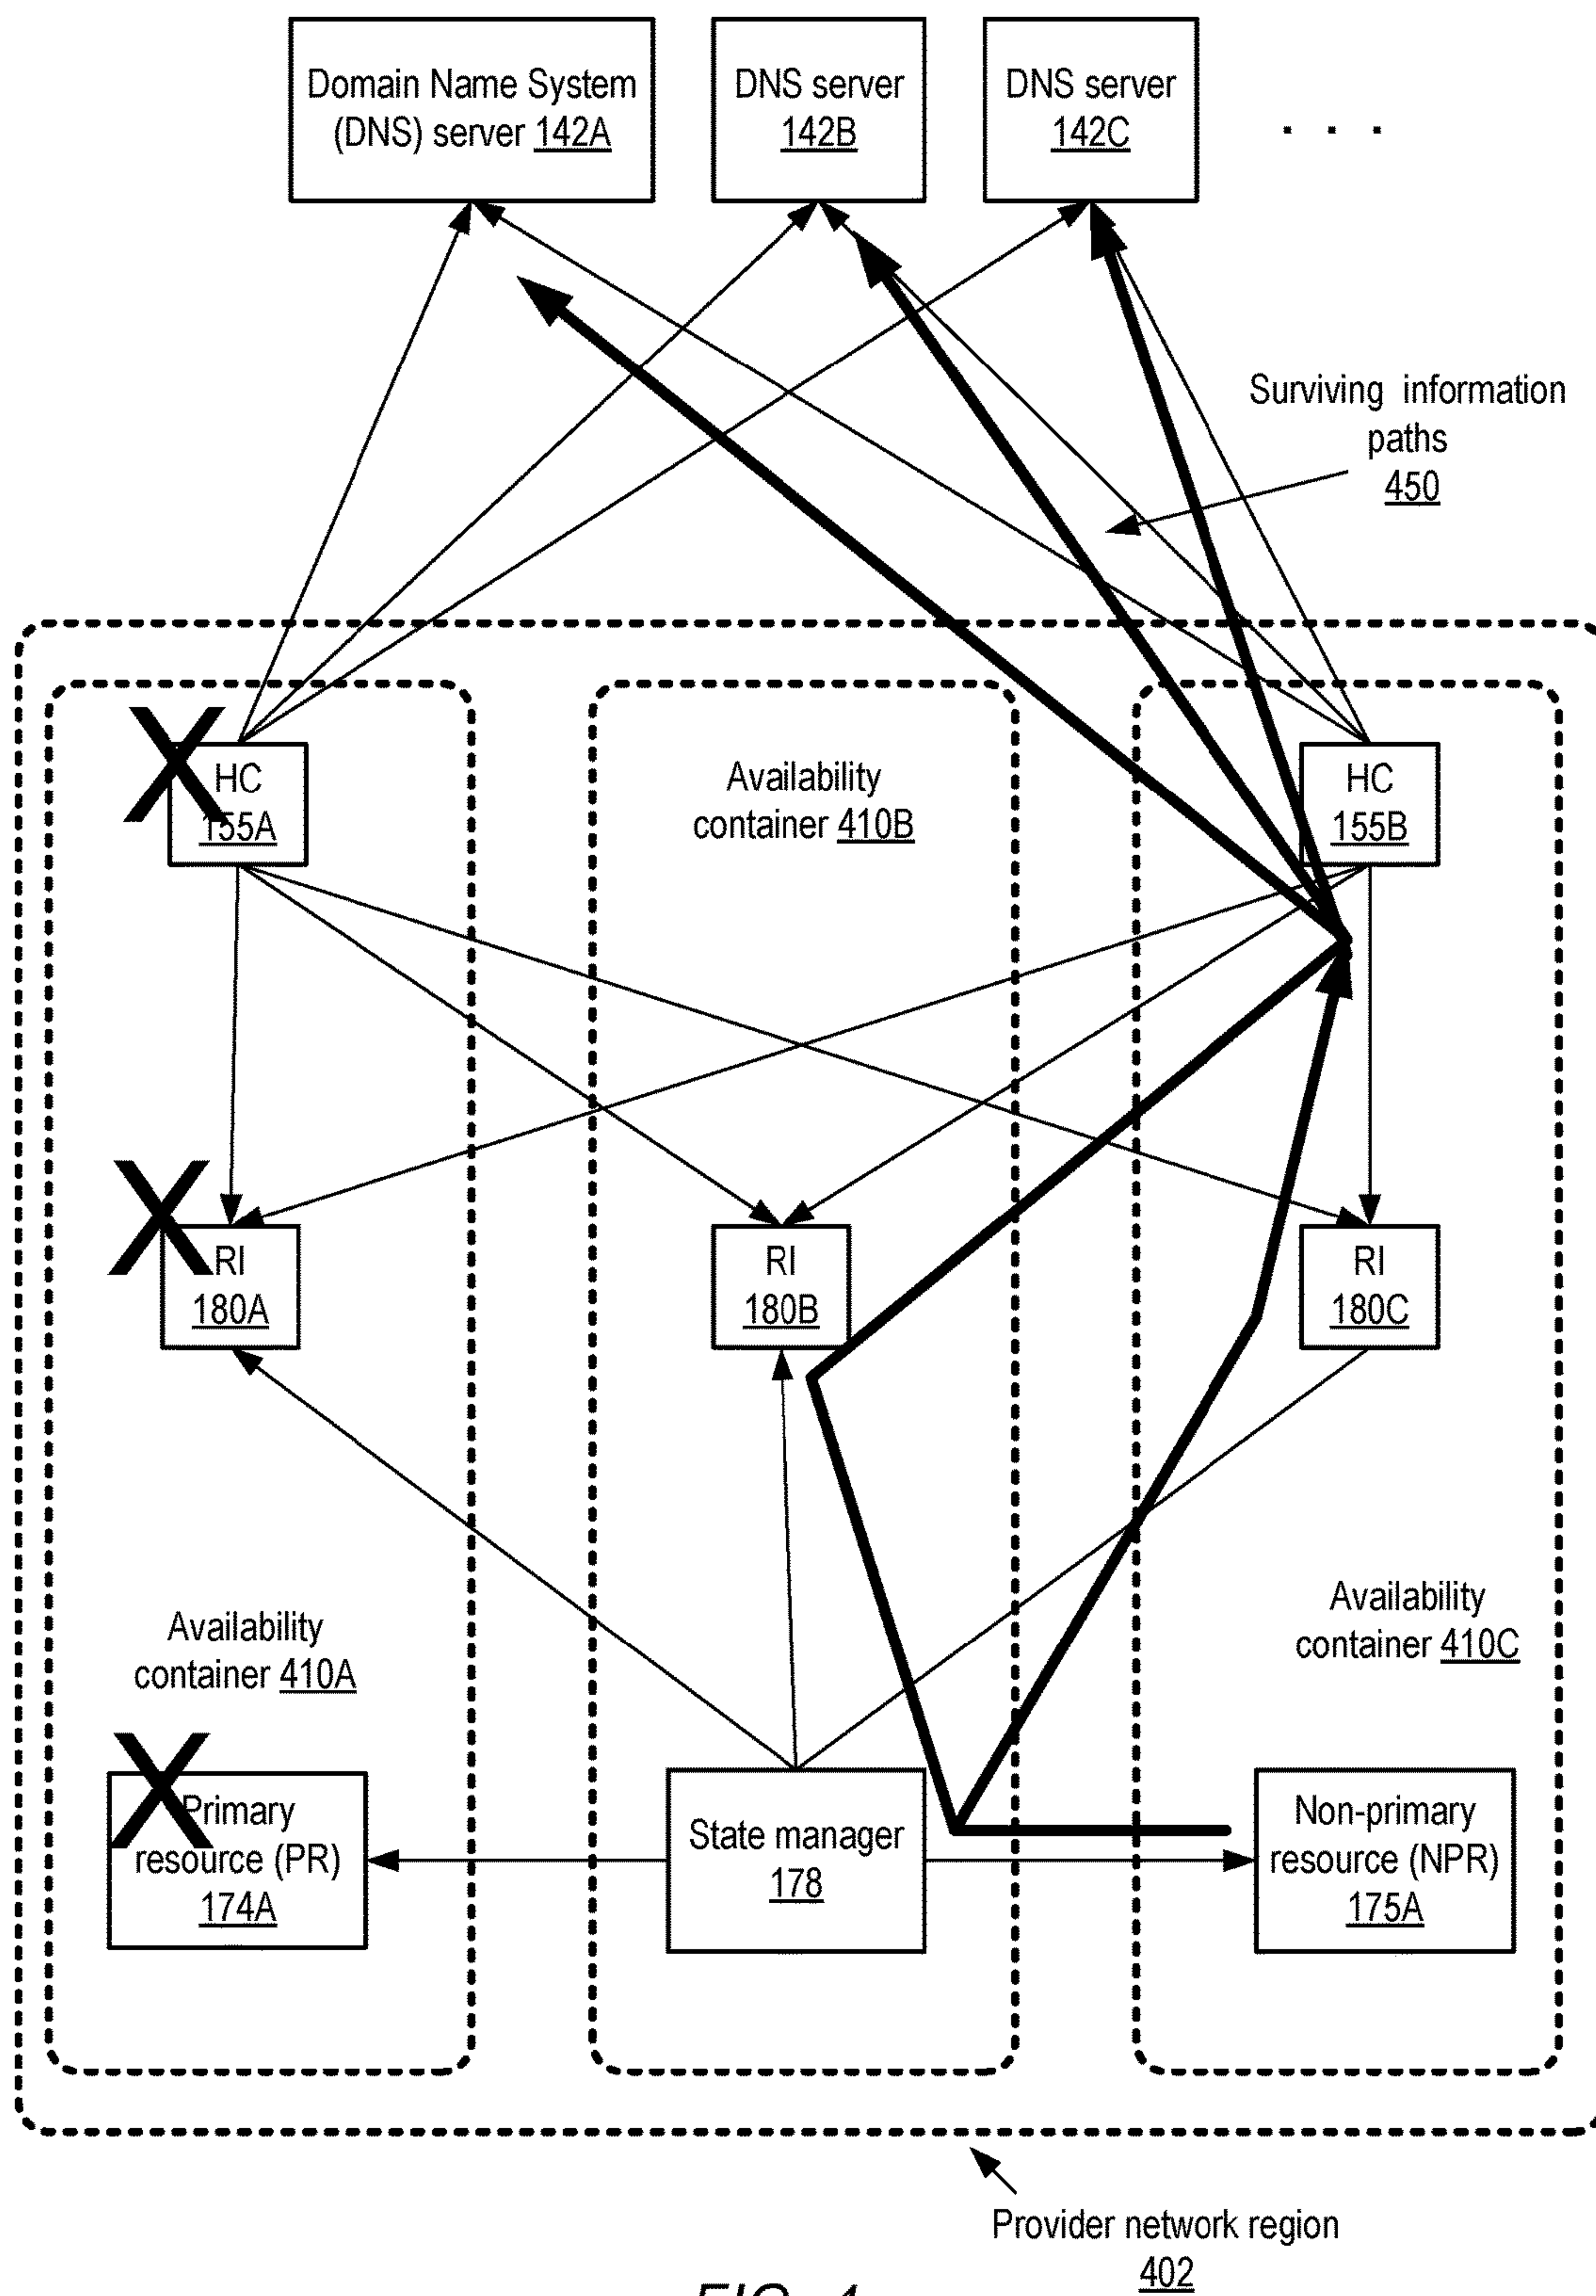 Domain Name System
(DNS) server 142A
DNS server
142B
DNS server
142C
. . .
Surviving information
paths
450
HC
155A
Availability
container 410B
HC
155B
RI
180A
RI
180B
RI
180C
Availability
container 410A
Availability
container 410C
Primary
resource (PR)
174A
State manager
178
Non-primary
resource (NPR)
175A
Provider network region
402